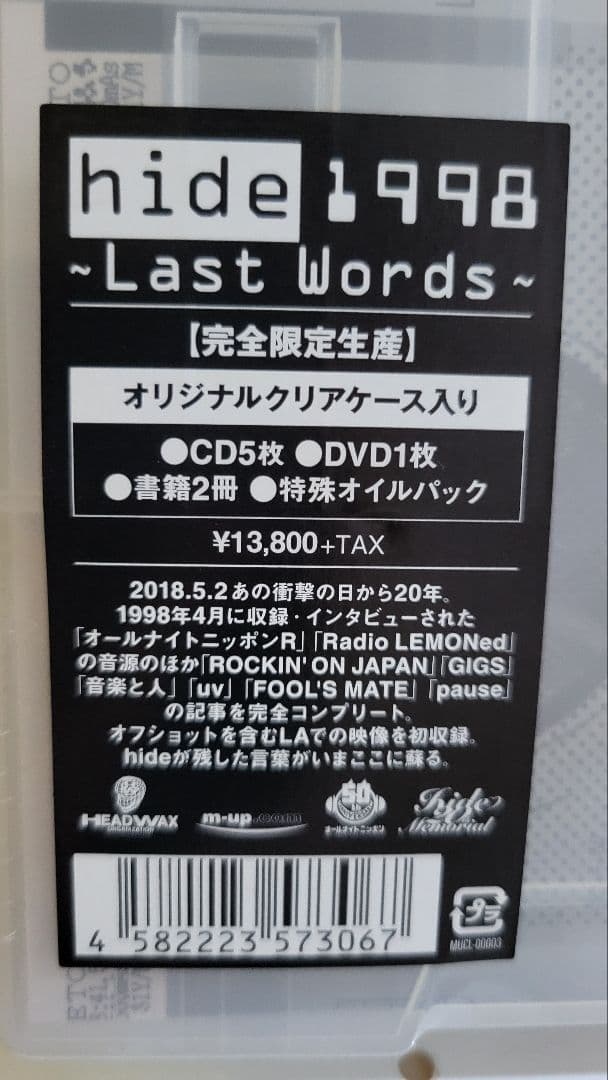 hide 1998
~Last Words~
【完全限定生産】
オリジナルクリアケース入り
●CD5枚 ●DVD1枚
●書籍2冊 ●特殊オイルパック
¥13,800+TAX
2018.5.2あの衝撃の日から20年。
1998年4月に収録・インタビューされた
「オールナイトニッポンR」「Radio LEMONed」
の音源のほか「ROCKIN' ON JAPAN」「GIGS」
「音楽と人」「uv」「FOOL'S MATE」「pause」
の記事を完全コンプリート。
オフショットを含むLAでの映像を初収録。
hideが残した言葉がいまここに蘇る。
HEADWAX
ORGANIZATION
m-up.com
50
ANNIVERSARY
オールナイトニッポン
hide
Memorial
4 582223 573067
プラ
MUCL-00003